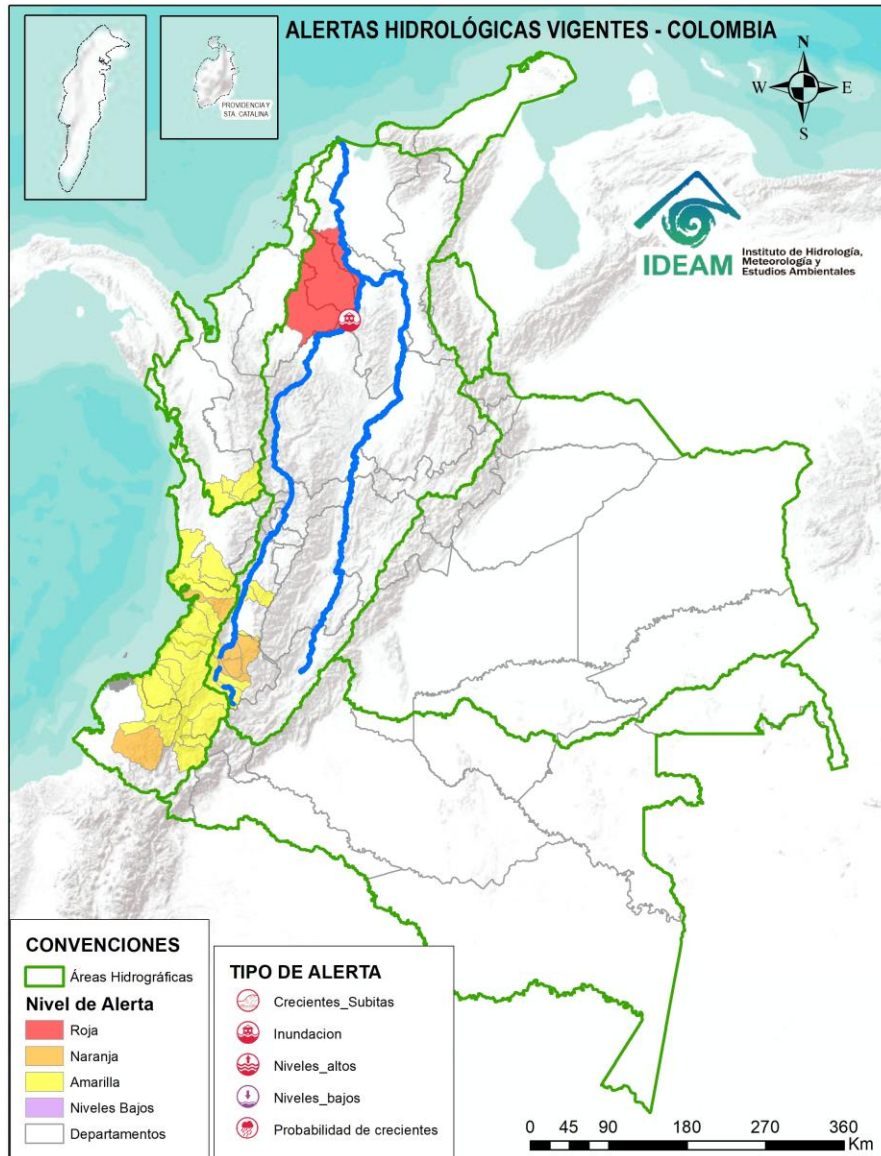 ALERTAS HIDROLÓGICAS VIGENTES - COLOMBIA
PROVIDENCIA Y
STA. CATALINA
N
W
E
S
IDEAM
Instituto de Hidrología,
Meteorología y
Estudios Ambientales
CONVENCIONES
Áreas Hidrográficas
Nivel de Alerta
Roja
Naranja
Amarilla
Niveles Bajos
Departamentos
TIPO DE ALERTA
Crecientes_Subitas
Inundacion
Niveles_altos
Niveles_bajos
Probabilidad de crecientes
0 45 90 180 270 360
Km